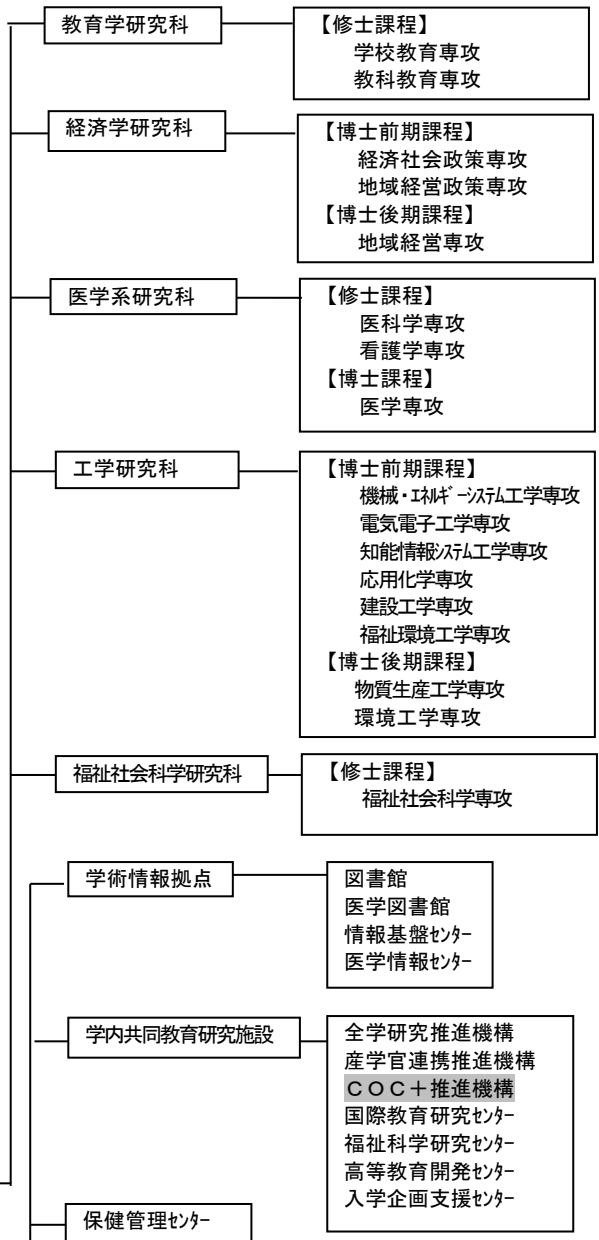 教育学研究科
【修士課程】
学校教育専攻
教科教育専攻
経済学研究科
【博士前期課程】
経済社会政策専攻
地域経営政策専攻
【博士後期課程】
地域経営専攻
医学系研究科
【修士課程】
医科学専攻
看護学専攻
【博士課程】
医学専攻
工学研究科
【博士前期課程】
機械・ｴﾈﾙｷﾞｰｼｽﾃﾑ工学専攻
電気電子工学専攻
知能情報ｼｽﾃﾑ工学専攻
応用化学専攻
建設工学専攻
福祉環境工学専攻
【博士後期課程】
物質生産工学専攻
環境工学専攻
福祉社会科学研究科
【修士課程】
福祉社会科学専攻
学術情報拠点
図書館
医学図書館
情報基盤ｾﾝﾀｰ
医学情報ｾﾝﾀｰ
学内共同教育研究施設
全学研究推進機構
産学官連携推進機構
ＣＯＣ＋推進機構
国際教育研究ｾﾝﾀｰ
福祉科学研究ｾﾝﾀｰ
高等教育開発ｾﾝﾀｰ
入学企画支援ｾﾝﾀｰ
保健管理ｾﾝﾀｰ